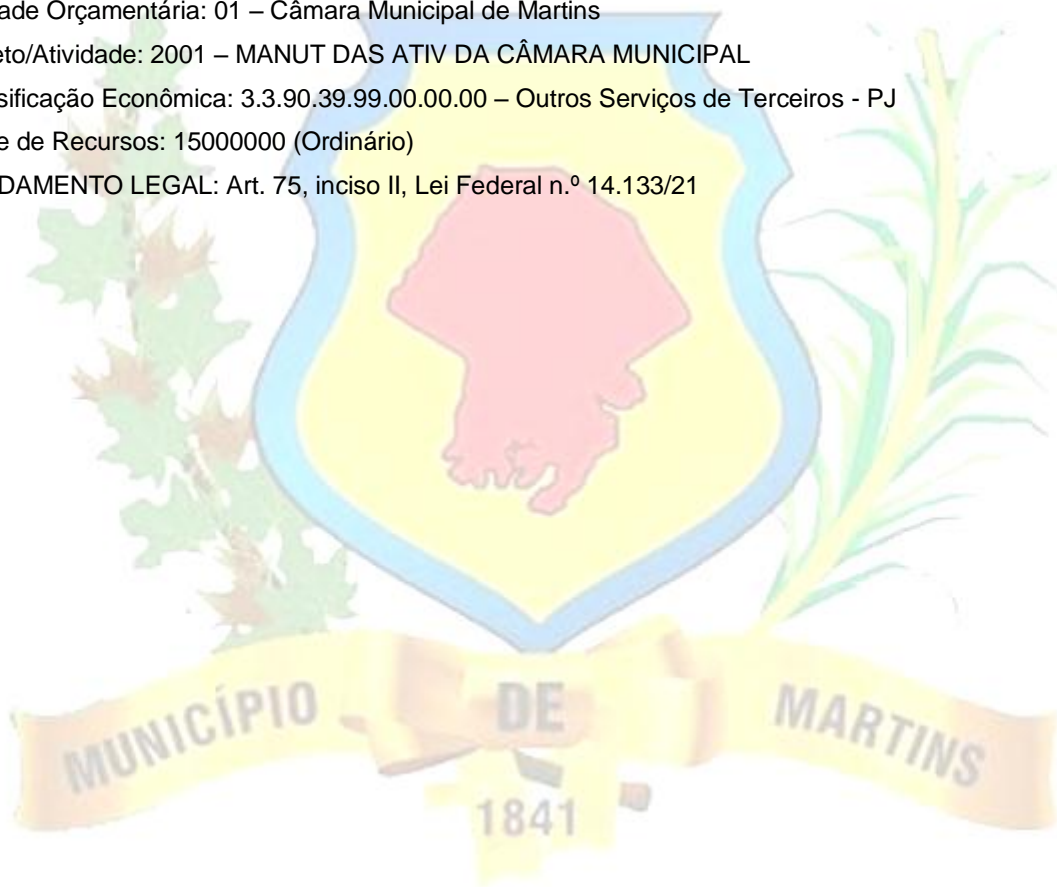 ade Orçamentária: 01 – Câmara Municipal de Martins
eto/Atividade: 2001 – MANUT DAS ATIV DA CÂMARA MUNICIPAL
sificação Econômica: 3.3.90.39.99.00.00.00 – Outros Serviços de Terceiros - PJ
e de Recursos: 15000000 (Ordinário)
DAMENTO LEGAL: Art. 75, inciso II, Lei Federal n.º 14.133/21
MUNICÍPIO DE MARTINS
1841